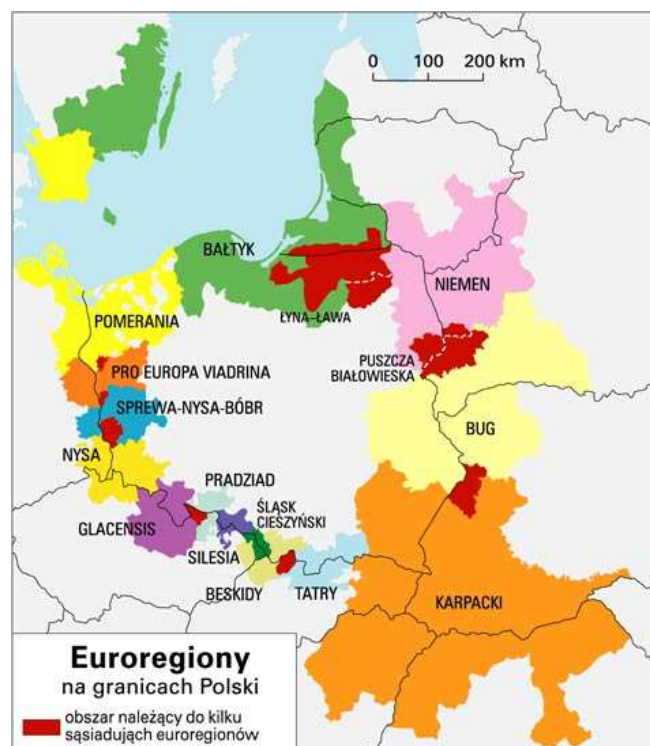 0 100 200 km
BAŁTYK
NIEMEN
ŁYNA–ŁAWA
POMERANIA
PUSZCZA
BIAŁOWIESKA
PRO EUROPA VIADRINA
SPREWA-NYSA-BÓBR
BUG
NYSA
PRADZIAD
ŚLĄSK
CIESZYŃSKI
GLACENSIS
SILESIA
BESKIDY
TATRY
KARPACKI
Euroregiony
na granicach Polski
obszar należący do kilku
sąsiadujących euroregionów